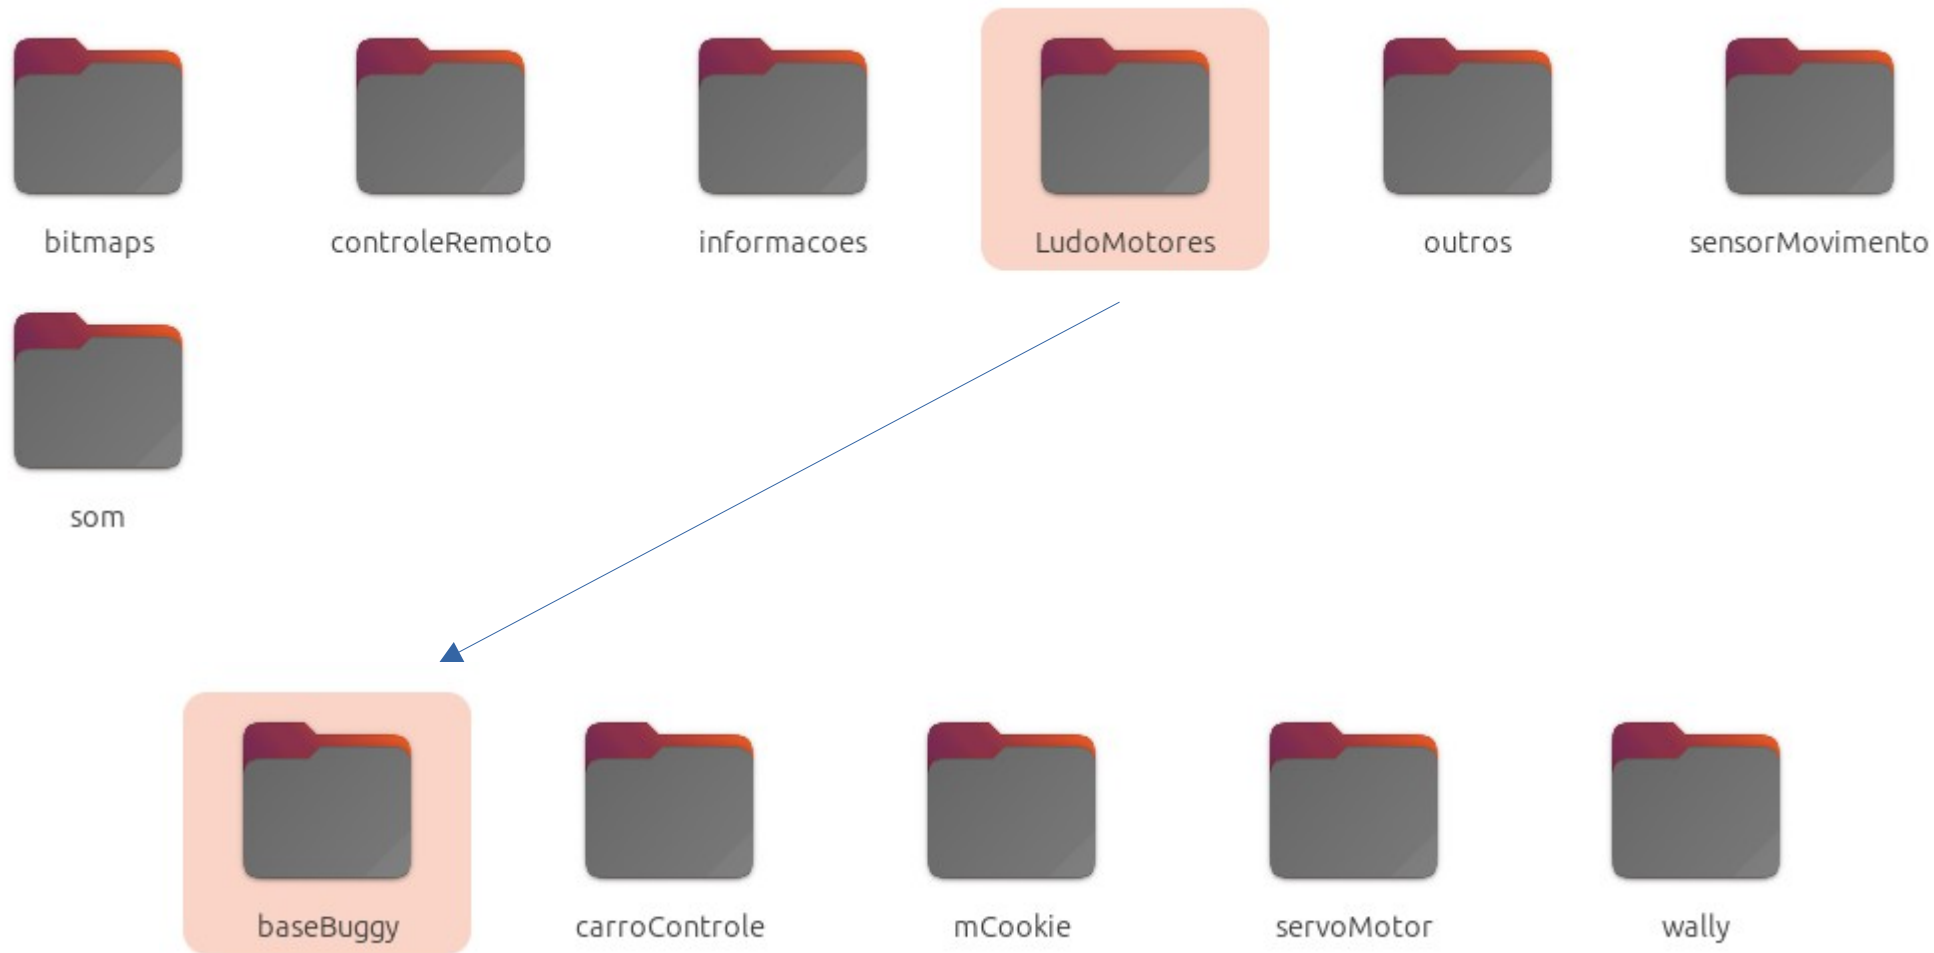 bitmaps
controleRemoto
informacoes
LudoMotores
outros
sensorMovimento
som
baseBuggy
carroControle
mCookie
servoMotor
wally